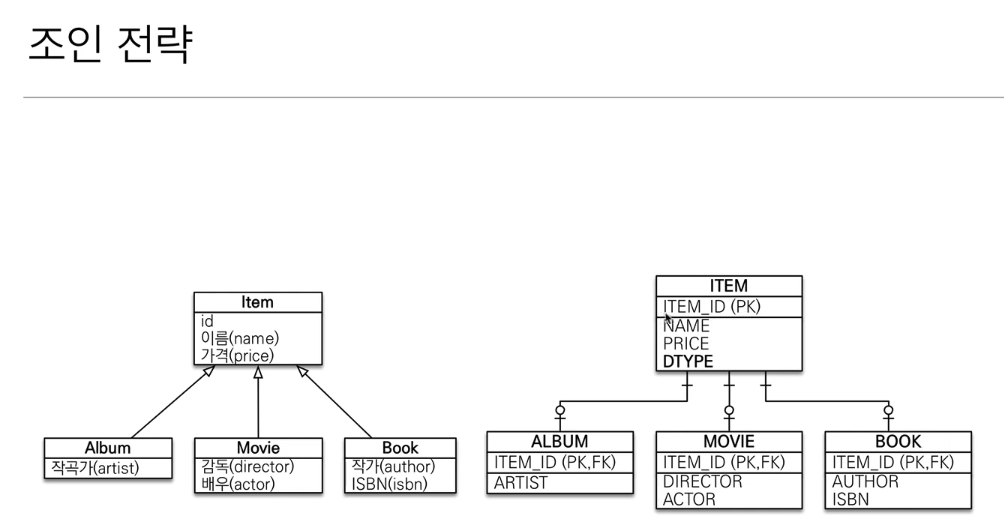 조인 전략
Item
id
이름(name)
가격(price)
Album
작곡가(artist)
Movie
감독(director)
배우(actor)
Book
작가(author)
ISBN(isbn)
ITEM
ITEM_ID (PK)
NAME
PRICE
DTYPE
ALBUM
ITEM_ID (PK,FK)
ARTIST
MOVIE
ITEM_ID (PK,FK)
DIRECTOR
ACTOR
BOOK
ITEM_ID (PK,FK)
AUTHOR
ISBN